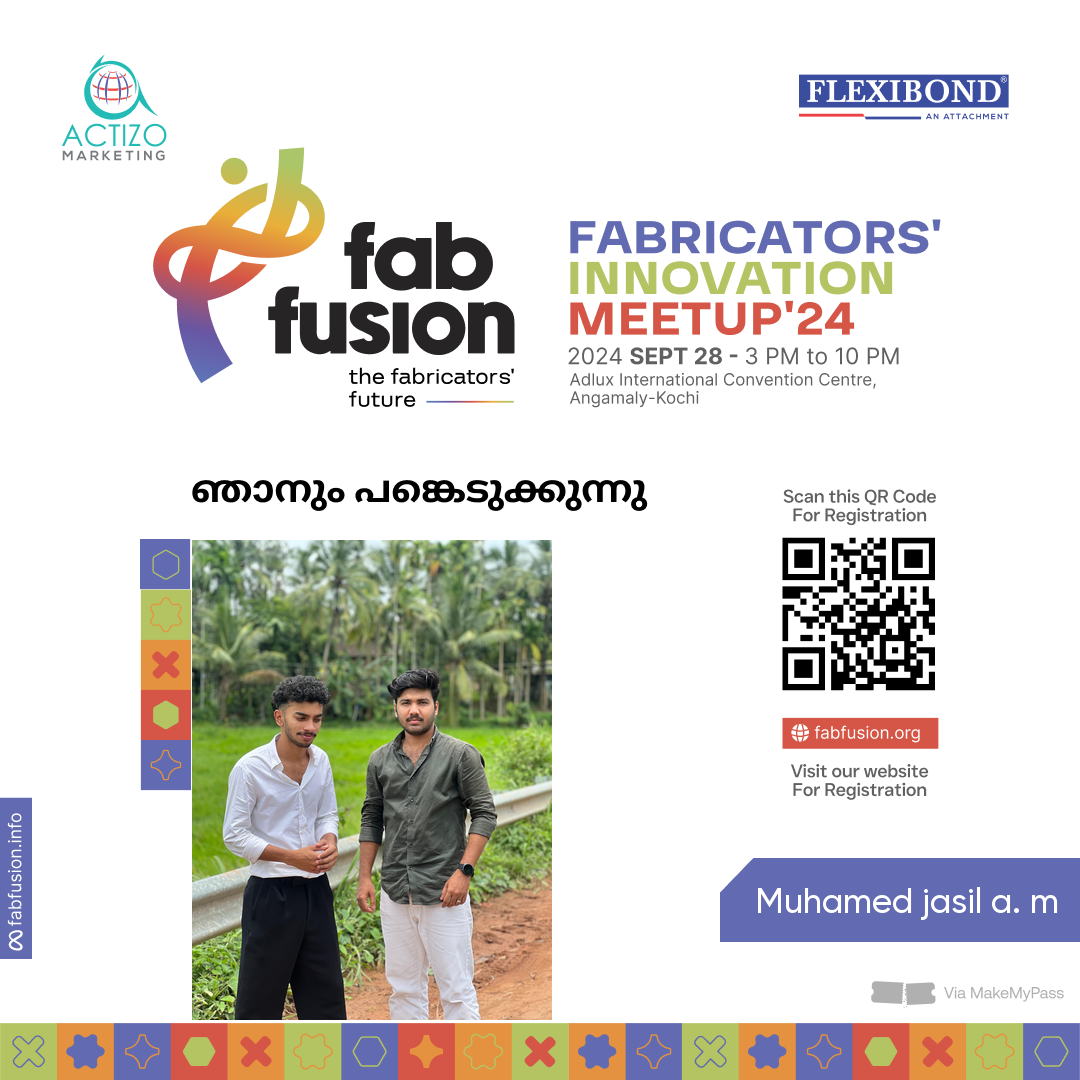 ACTIZO
MARKETING
FLEXIBOND®
AN ATTACHMENT
fab
fusion
the fabricators'
future
FABRICATORS'
INNOVATION
MEETUP'24
2024 SEPT 28 - 3 PM to 10 PM
Adlux International Convention Centre,
Angamaly-Kochi
ഞാനും പങ്കെടുക്കുന്നു
Scan this QR Code
For Registration
fabfusion.org
Visit our website
For Registration
fabfusion.info
Muhamed jasil a. m
Via MakeMyPass